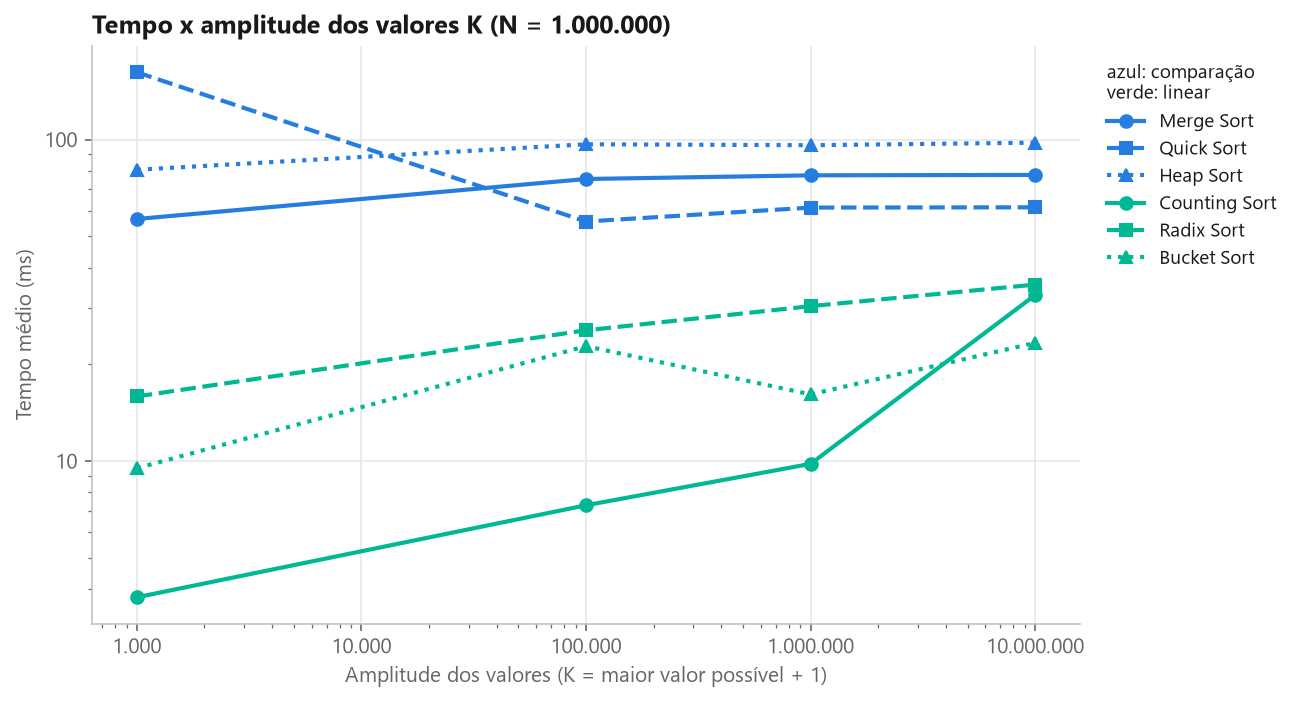 Tempo x amplitude dos valores K (N = 1.000.000)
azul: comparação
verde: linear
Merge Sort
Quick Sort
Heap Sort
Counting Sort
Radix Sort
Bucket Sort
Tempo médio (ms)
100
10
1.000
10.000
100.000
1.000.000
10.000.000
Amplitude dos valores (K = maior valor possível + 1)